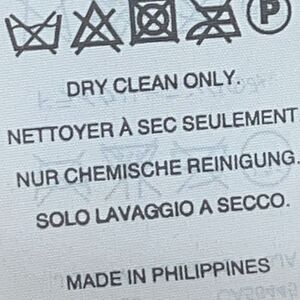 P
DRY CLEAN ONLY.
NETTOYER À SEC SEULEMENT
NUR CHEMISCHE REINIGUNG.
SOLO LAVAGGIO A SECCO.
MADE IN PHILIPPINES